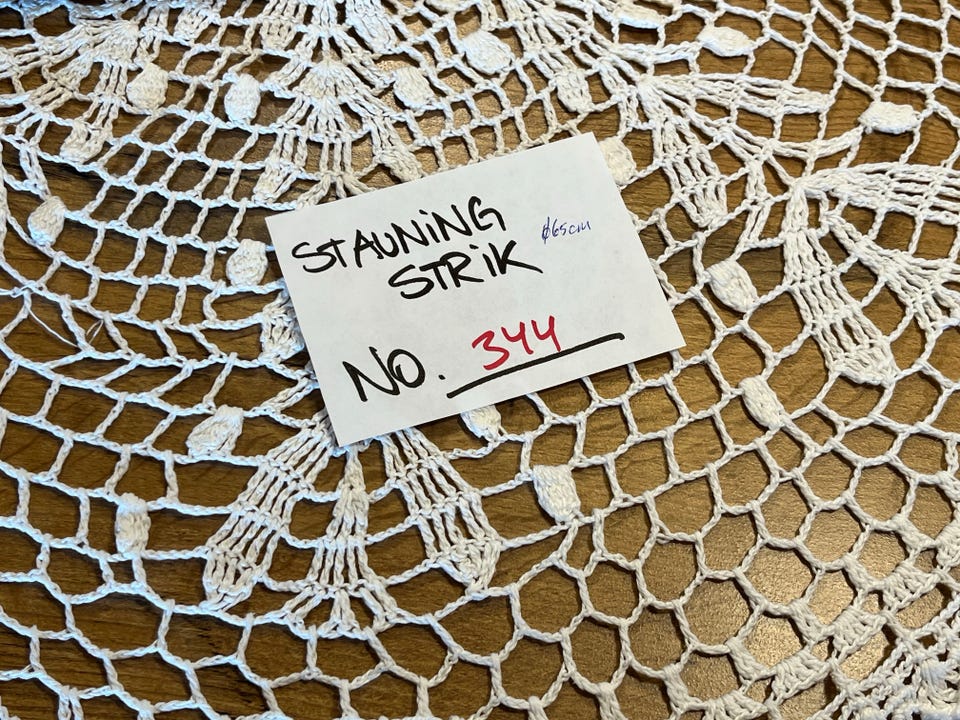 STAUNING
STRIK
ø65cm
NO. 344